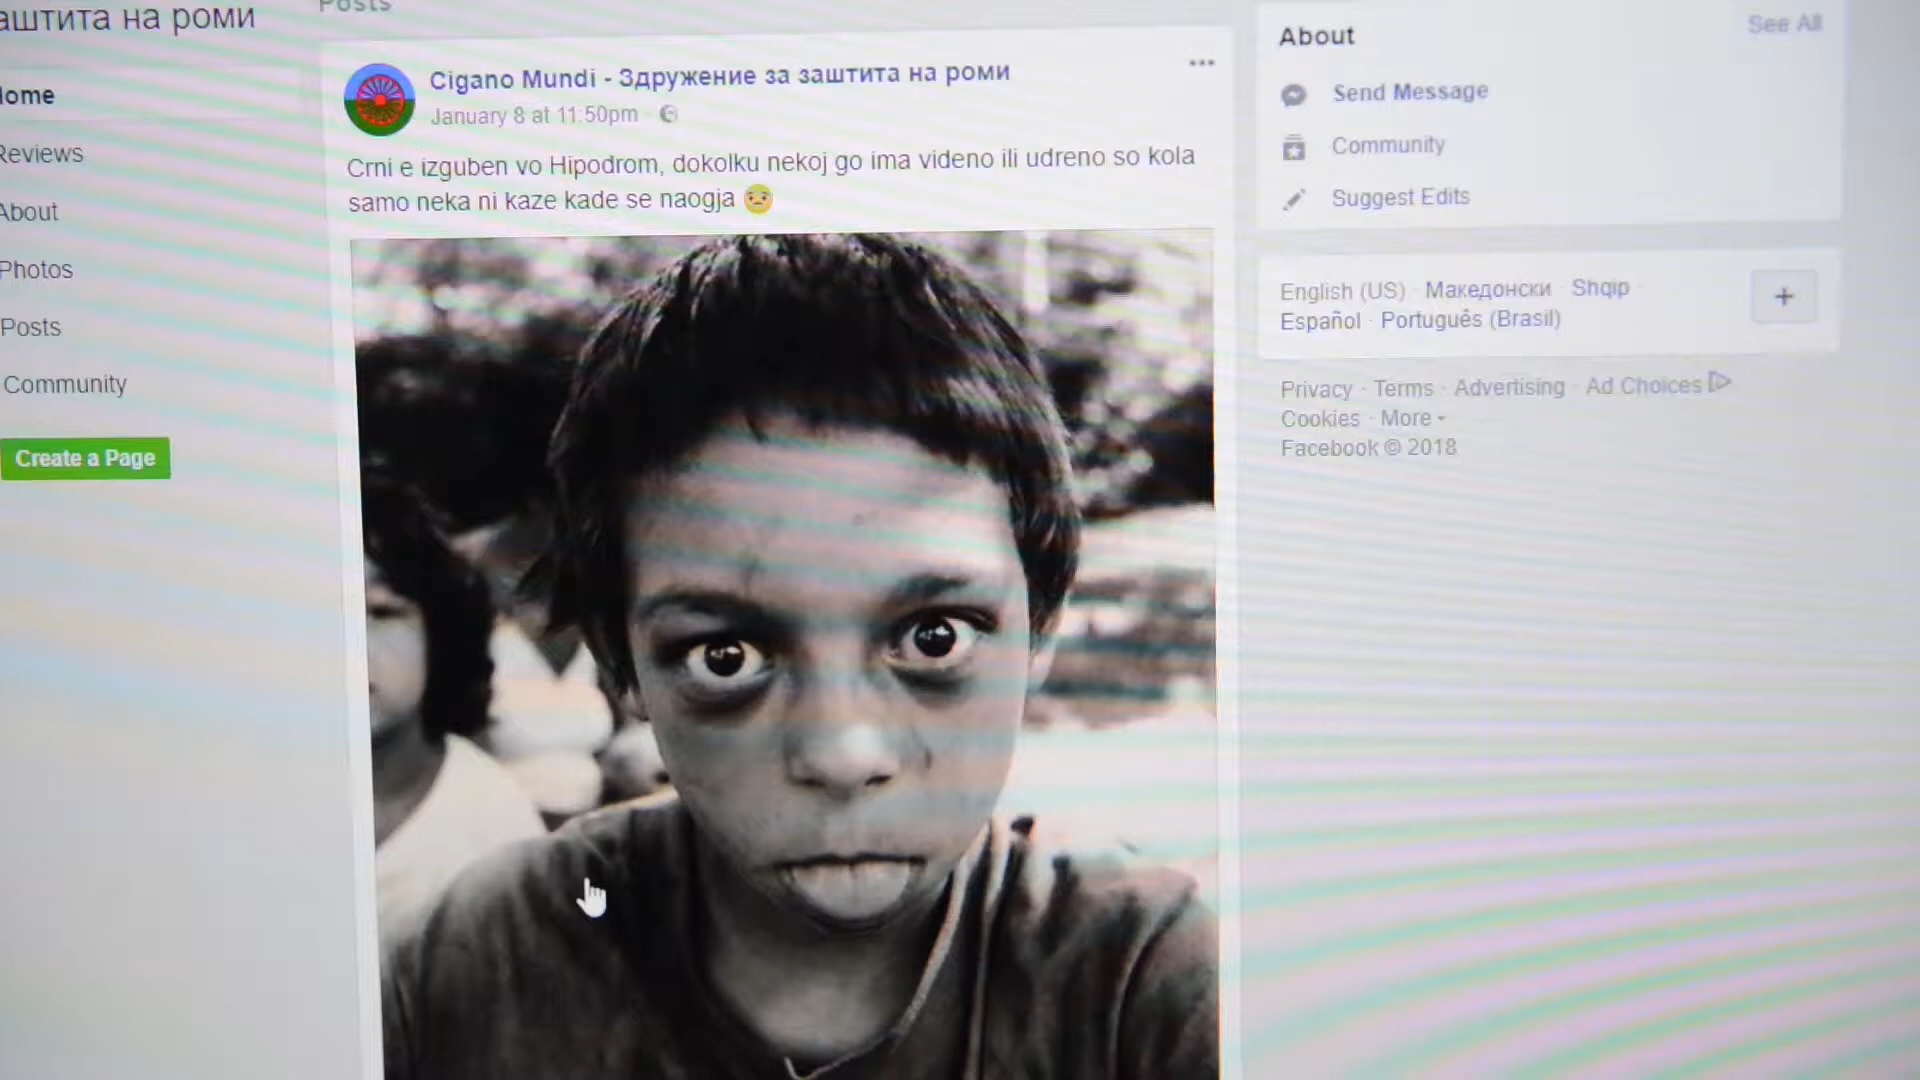 аштита на роми
Home
Reviews
About
Photos
Posts
Community
Create a Page
Posts
Cigano Mundi - Здружение за заштита на роми
January 8 at 11:50pm ·
Crni e izguben vo Hipodrom, dokolku nekoj go ima videno ili udreno so kola
samo neka ni kaze kade se naogja
About
See All
Send Message
Community
Suggest Edits
English (US) · Македонски · Shqip ·
Español · Português (Brasil)
+
Privacy · Terms · Advertising · Ad Choices
Cookies · More
Facebook © 2018